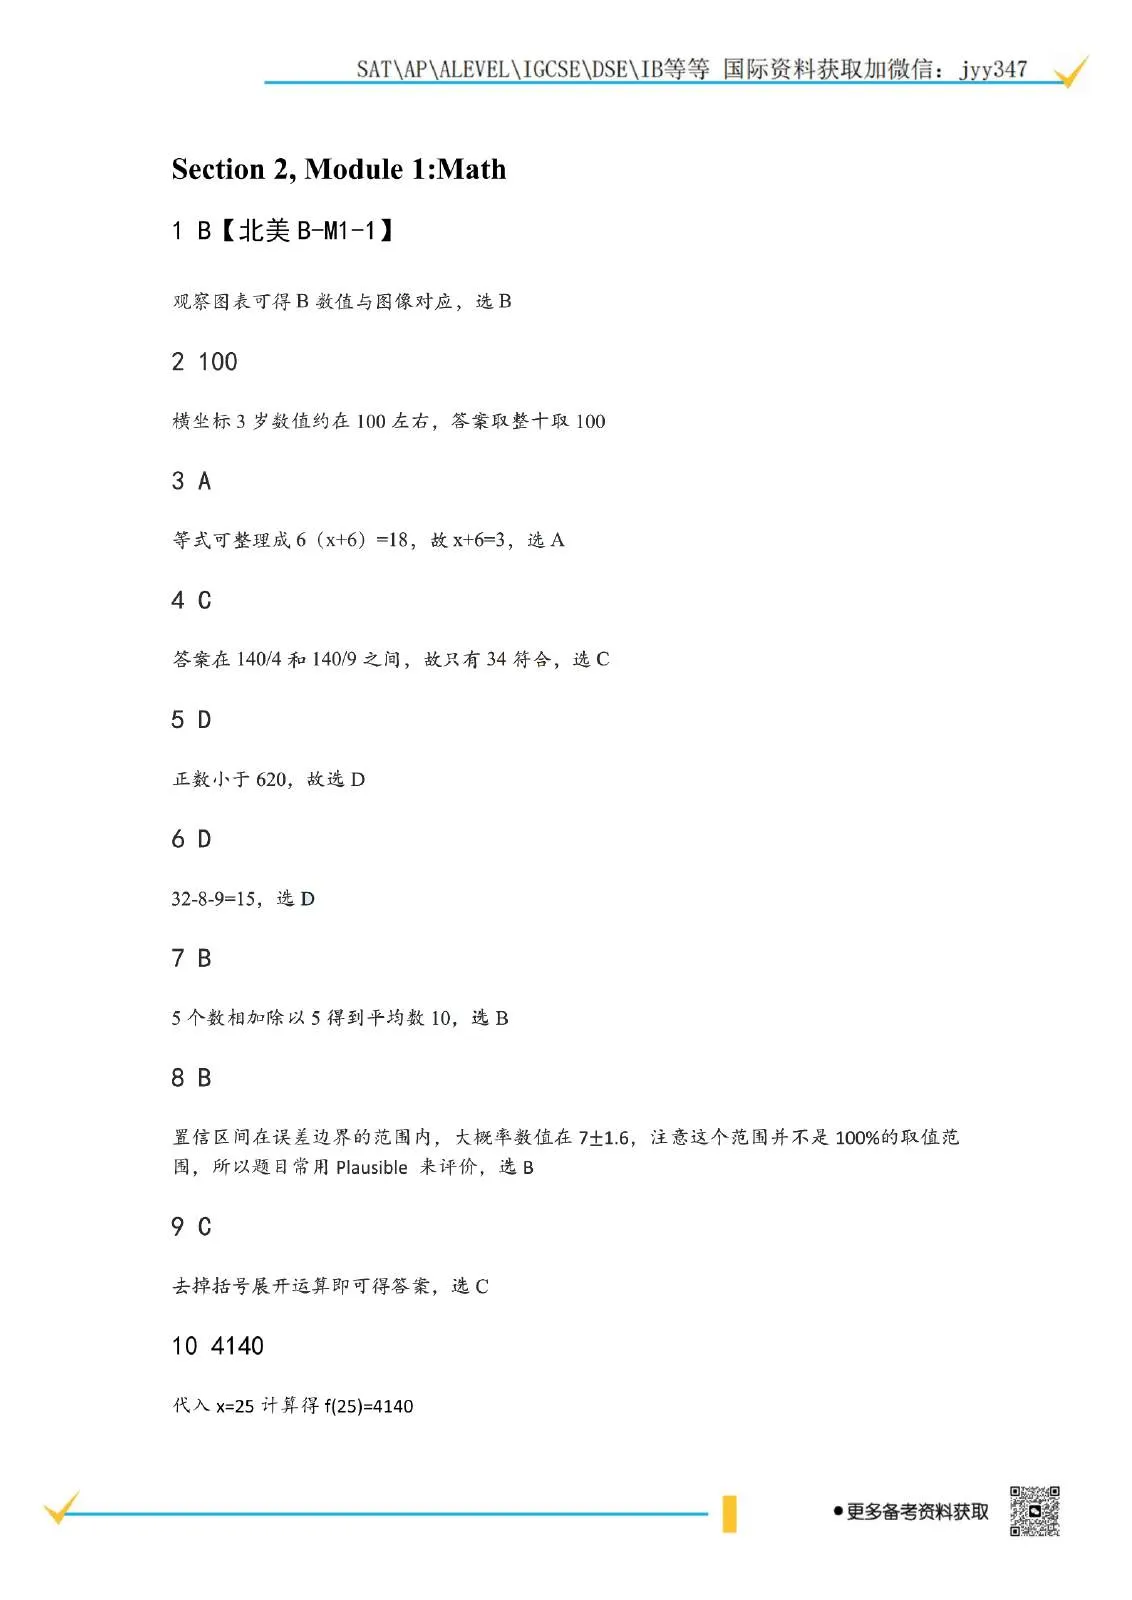 SAT\AP\ALEVEL\IGCSE\DSE\IB等等 国际资料获取加微信：jyy347
Section 2, Module 1:Math
1 B【北美 B-M1-1】
观察图表可得 B 数值与图像对应，选 B
2 100
横坐标 3 岁数值约在 100 左右，答案取整十取 100
3 A
等式可整理成 6（x+6）=18，故 x+6=3，选 A
4 C
答案在 140/4 和 140/9 之间，故只有 34 符合，选 C
5 D
正数小于 620，故选 D
6 D
32-8-9=15，选 D
7 B
5 个数相加除以 5 得到平均数 10，选 B
8 B
置信区间在误差边界的范围内，大概率数值在 7±1.6，注意这个范围并不是 100%的取值范
围，所以题目常用 Plausible 来评价，选 B
9 C
去掉括号展开运算即可得答案，选 C
10 4140
代入 x=25 计算得 f(25)=4140
●更多备考资料获取